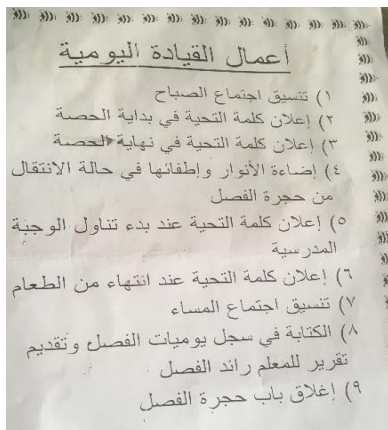 أعمال القيادة اليومية
١) تنسيق اجتماع الصباح
٢) إعلان كلمة التحية في بداية الحصة
٣) إعلان كلمة التحية في نهاية الحصة
٤) إضاءة الأنوار وإطفائها في حالة الانتقال
من حجرة الفصل
٥) إعلان كلمة التحية عند بدء تناول الوجبة
المدرسية
٦) إعلان كلمة التحية عند انتهاء من الطعام
٧) تنسيق اجتماع المساء
٨) الكتابة في سجل يوميات الفصل وتقديم
تقرير للمعلم رائد الفصل
٩) إغلاق باب حجرة الفصل